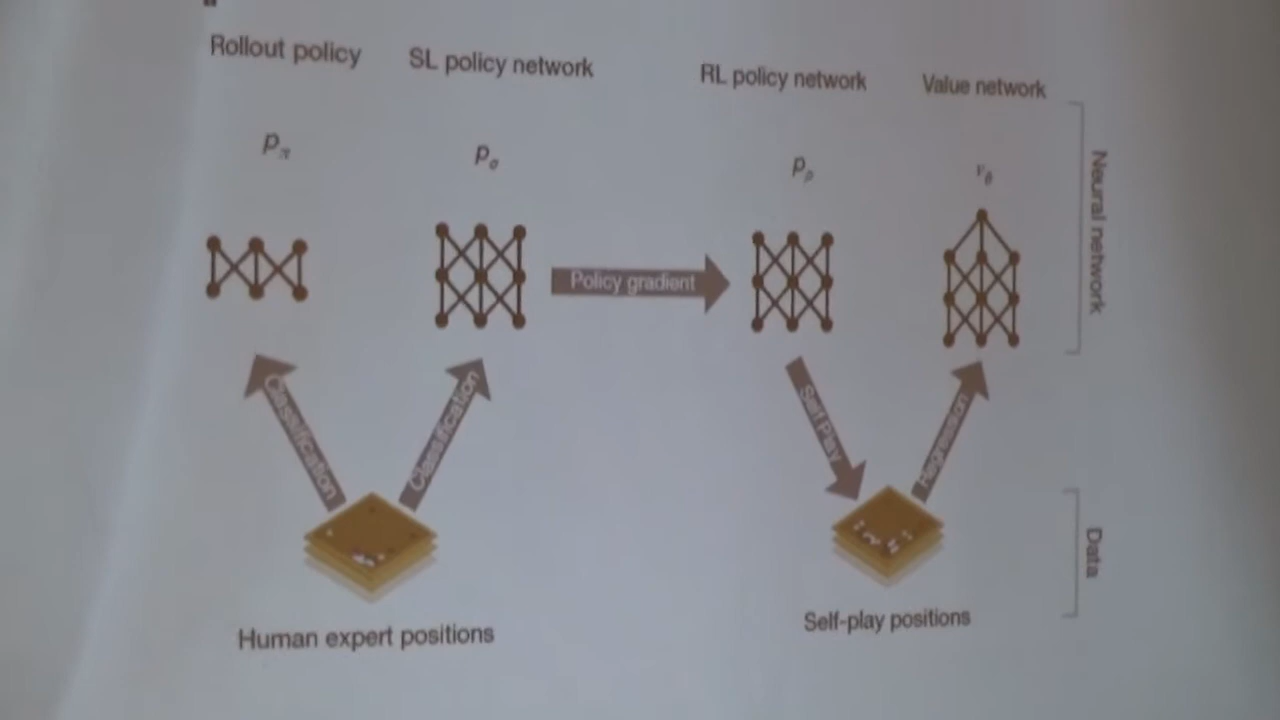 Rollout policy
SL policy network
RL policy network
Value network
pπ
pσ
pρ
vθ
Neural network
Policy gradient
Classification
Classification
Self Play
Regression
Data
Human expert positions
Self-play positions